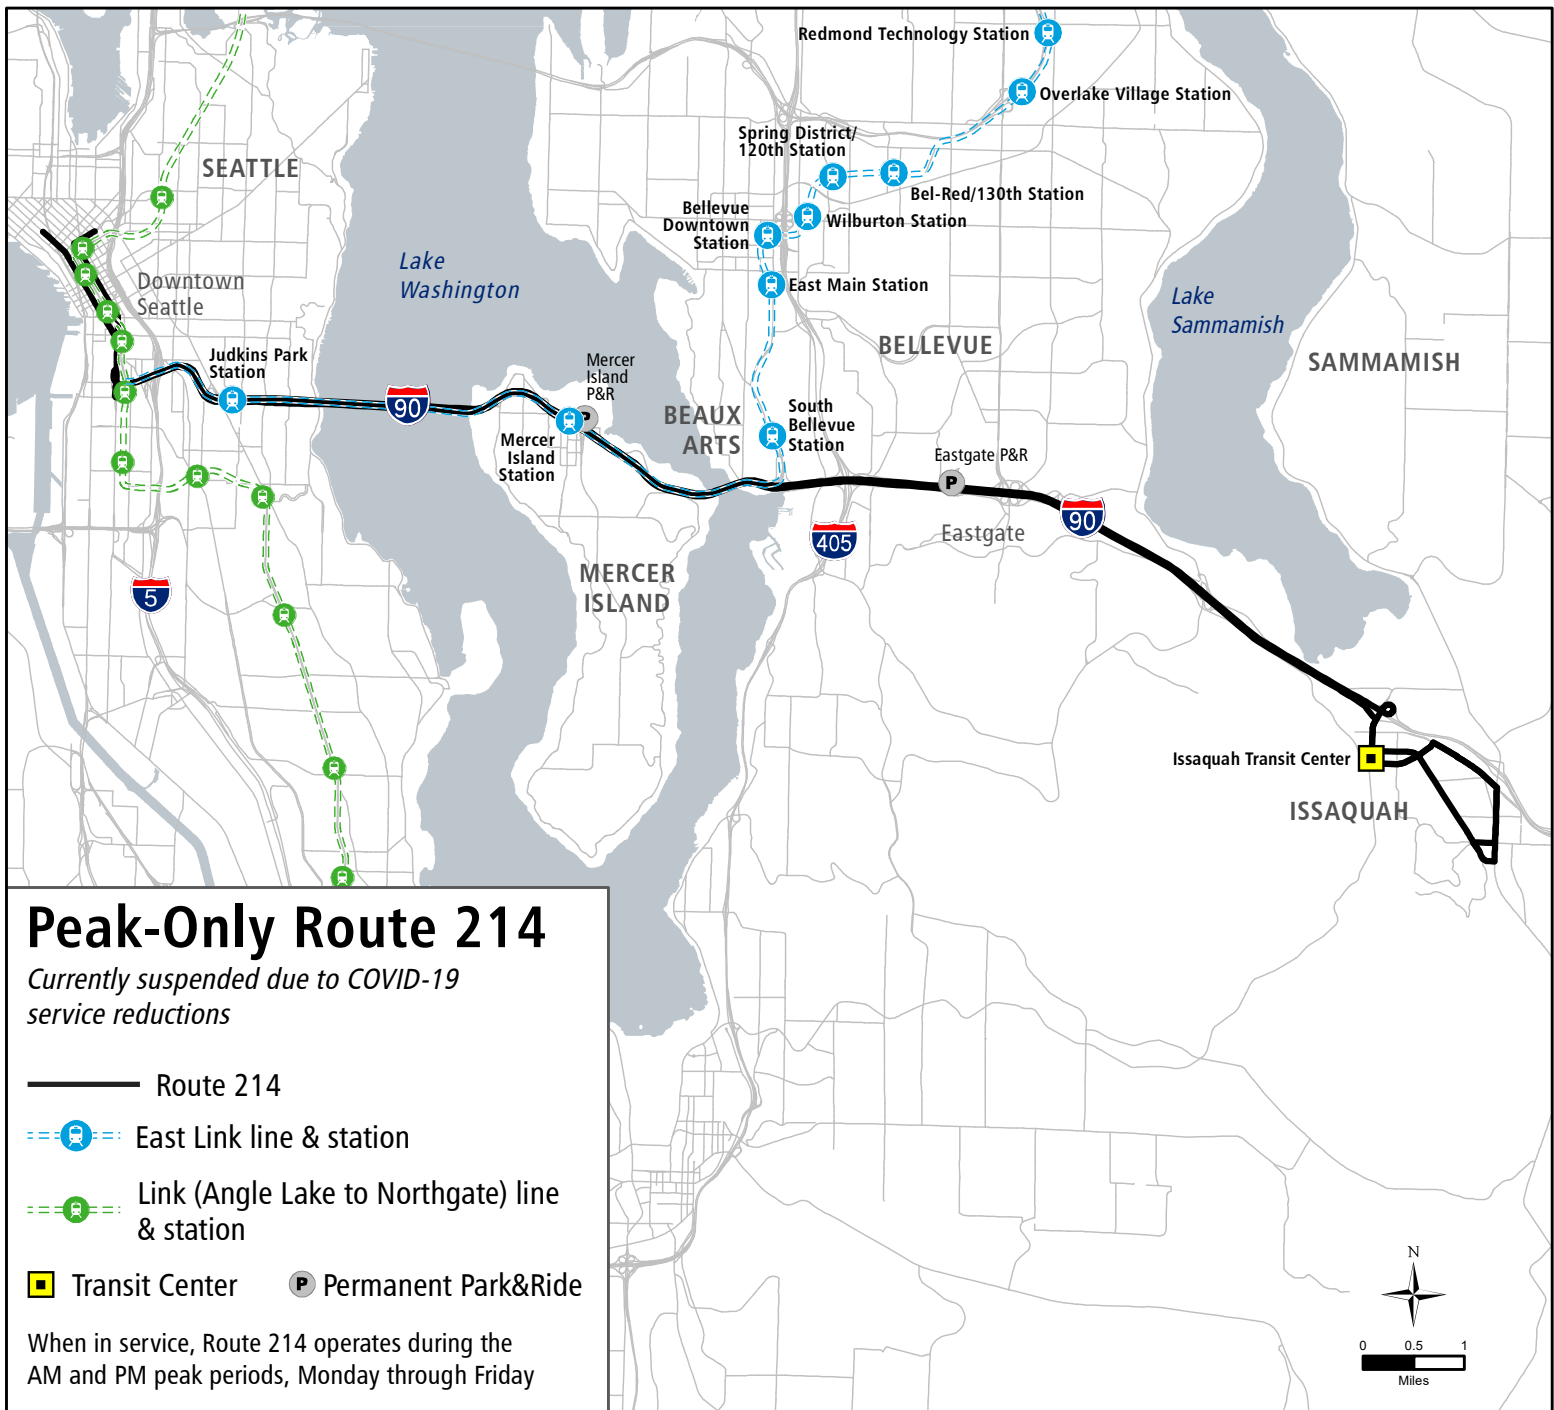 Redmond Technology Station
Overlake Village Station
Spring District/
120th Station
SEATTLE
Bel-Red/130th Station
Bellevue
Downtown
Station
Wilburton Station
Lake
Washington
Downtown
Seattle
East Main Station
Lake
Sammamish
BELLEVUE
SAMMAMISH
Judkins Park
Station
Mercer
Island
P&R
90
P
BEAUX
ARTS
South
Bellevue
Station
Mercer
Island
Station
Eastgate P&R
P
90
405
Eastgate
MERCER
ISLAND
5
Issaquah Transit Center
ISSAQUAH
Peak-Only Route 214
Currently suspended due to COVID-19
service reductions
Route 214
East Link line & station
Link (Angle Lake to Northgate) line
& station
Transit Center
P Permanent Park&Ride
When in service, Route 214 operates during the
AM and PM peak periods, Monday through Friday
N
0 0.5 1
Miles